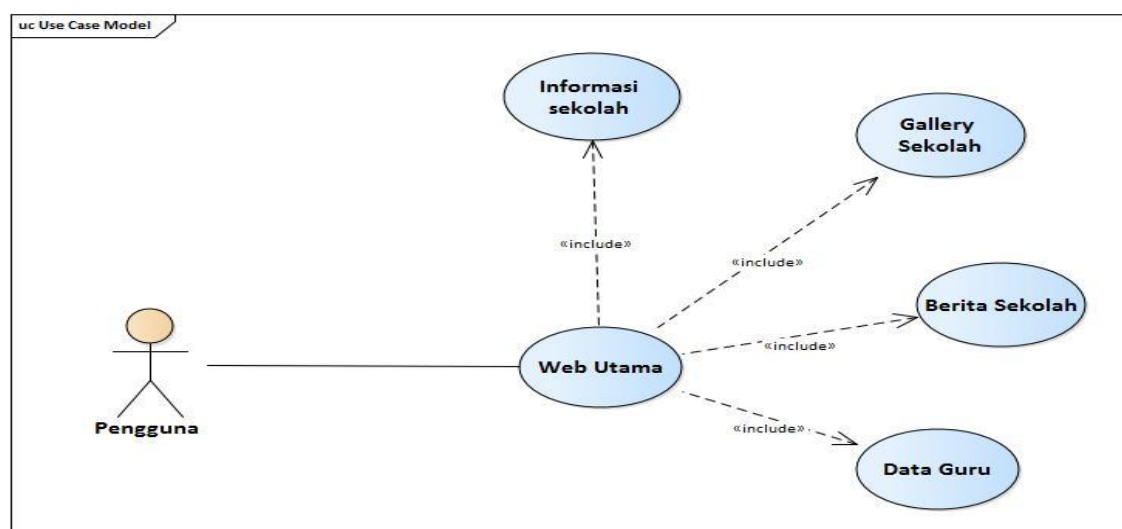 uc Use Case Model
Informasi
sekolah
Gallery
Sekolah
«include»
«include»
Berita Sekolah
«include»
Web Utama
Pengguna
«include»
Data Guru